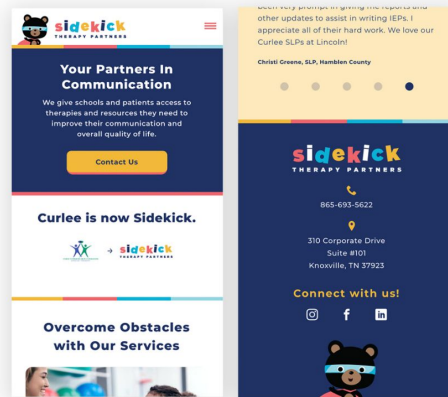 sidekick
THERAPY PARTNERS
Your Partners In
Communication
We give schools and patients access to
therapies and resources they need to
improve their communication and
overall quality of life.
Contact Us
Curlee is now Sidekick.
→ sidekick
THERAPY PARTNERS
Overcome Obstacles
with Our Services
been very prompt in giving me reports and
other updates to assist in writing IEPs. I
appreciate all of their hard work. We love our
Curlee SLPs at Lincoln!
Christi Greene, SLP, Hamblen County
sidekick
THERAPY PARTNERS
865-693-5622
310 Corporate Drive
Suite #101
Knoxville, TN 37923
Connect with us!
f
in